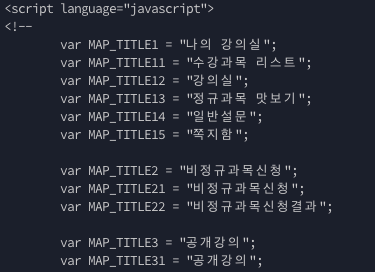 <script language="javascript">
<!--
var MAP_TITLE1 = "나의 강의실";
var MAP_TITLE11 = "수강과목 리스트";
var MAP_TITLE12 = "강의실";
var MAP_TITLE13 = "정규과목 맛보기";
var MAP_TITLE14 = "일반설문";
var MAP_TITLE15 = "쪽지함";
var MAP_TITLE2 = "비정규과목신청";
var MAP_TITLE21 = "비정규과목신청";
var MAP_TITLE22 = "비정규과목신청결과";
var MAP_TITLE3 = "공개강의";
var MAP_TITLE31 = "공개강의";